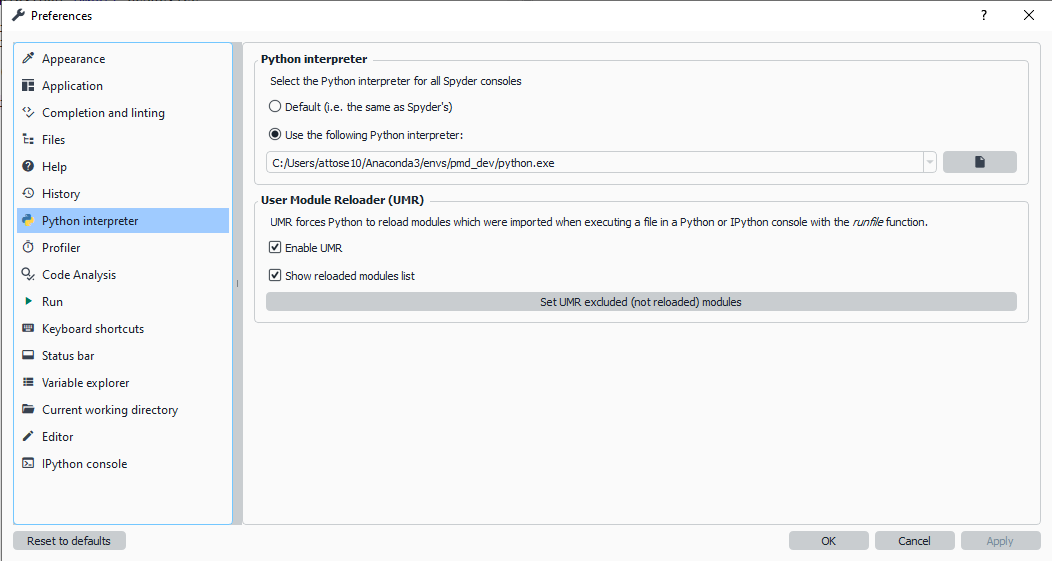 Preferences
?
Appearance
Application
Completion and linting
Files
Help
History
Python interpreter
Profiler
Code Analysis
Run
Keyboard shortcuts
Status bar
Variable explorer
Current working directory
Editor
IPython console
Python interpreter
Select the Python interpreter for all Spyder consoles
Default (i.e. the same as Spyder's)
Use the following Python interpreter:
C:/Users/attose10/Anaconda3/envs/pmd_dev/python.exe
User Module Reloader (UMR)
UMR forces Python to reload modules which were imported when executing a file in a Python or IPython console with the runfile function.
Enable UMR
Show reloaded modules list
Set UMR excluded (not reloaded) modules
Reset to defaults
OK
Cancel
Apply